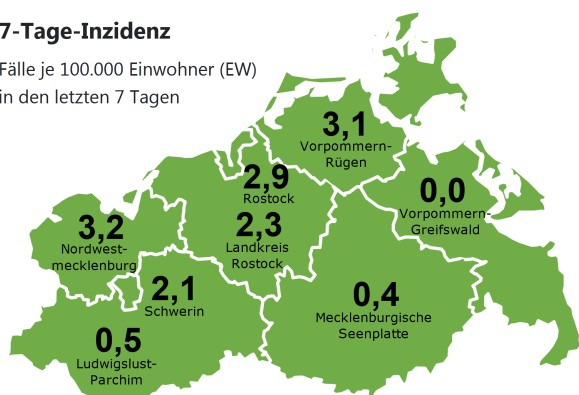 7-Tage-Inzidenz
Fälle je 100.000 Einwohner (EW)
in den letzten 7 Tagen
3,1
Vorpommern-
Rügen
2,9
Rostock
0,0
Vorpommern-
Greifswald
3,2
Nordwest-
mecklenburg
2,3
Landkreis
Rostock
2,1
Schwerin
0,4
Mecklenburgische
Seenplatte
0,5
Ludwigslust-
Parchim